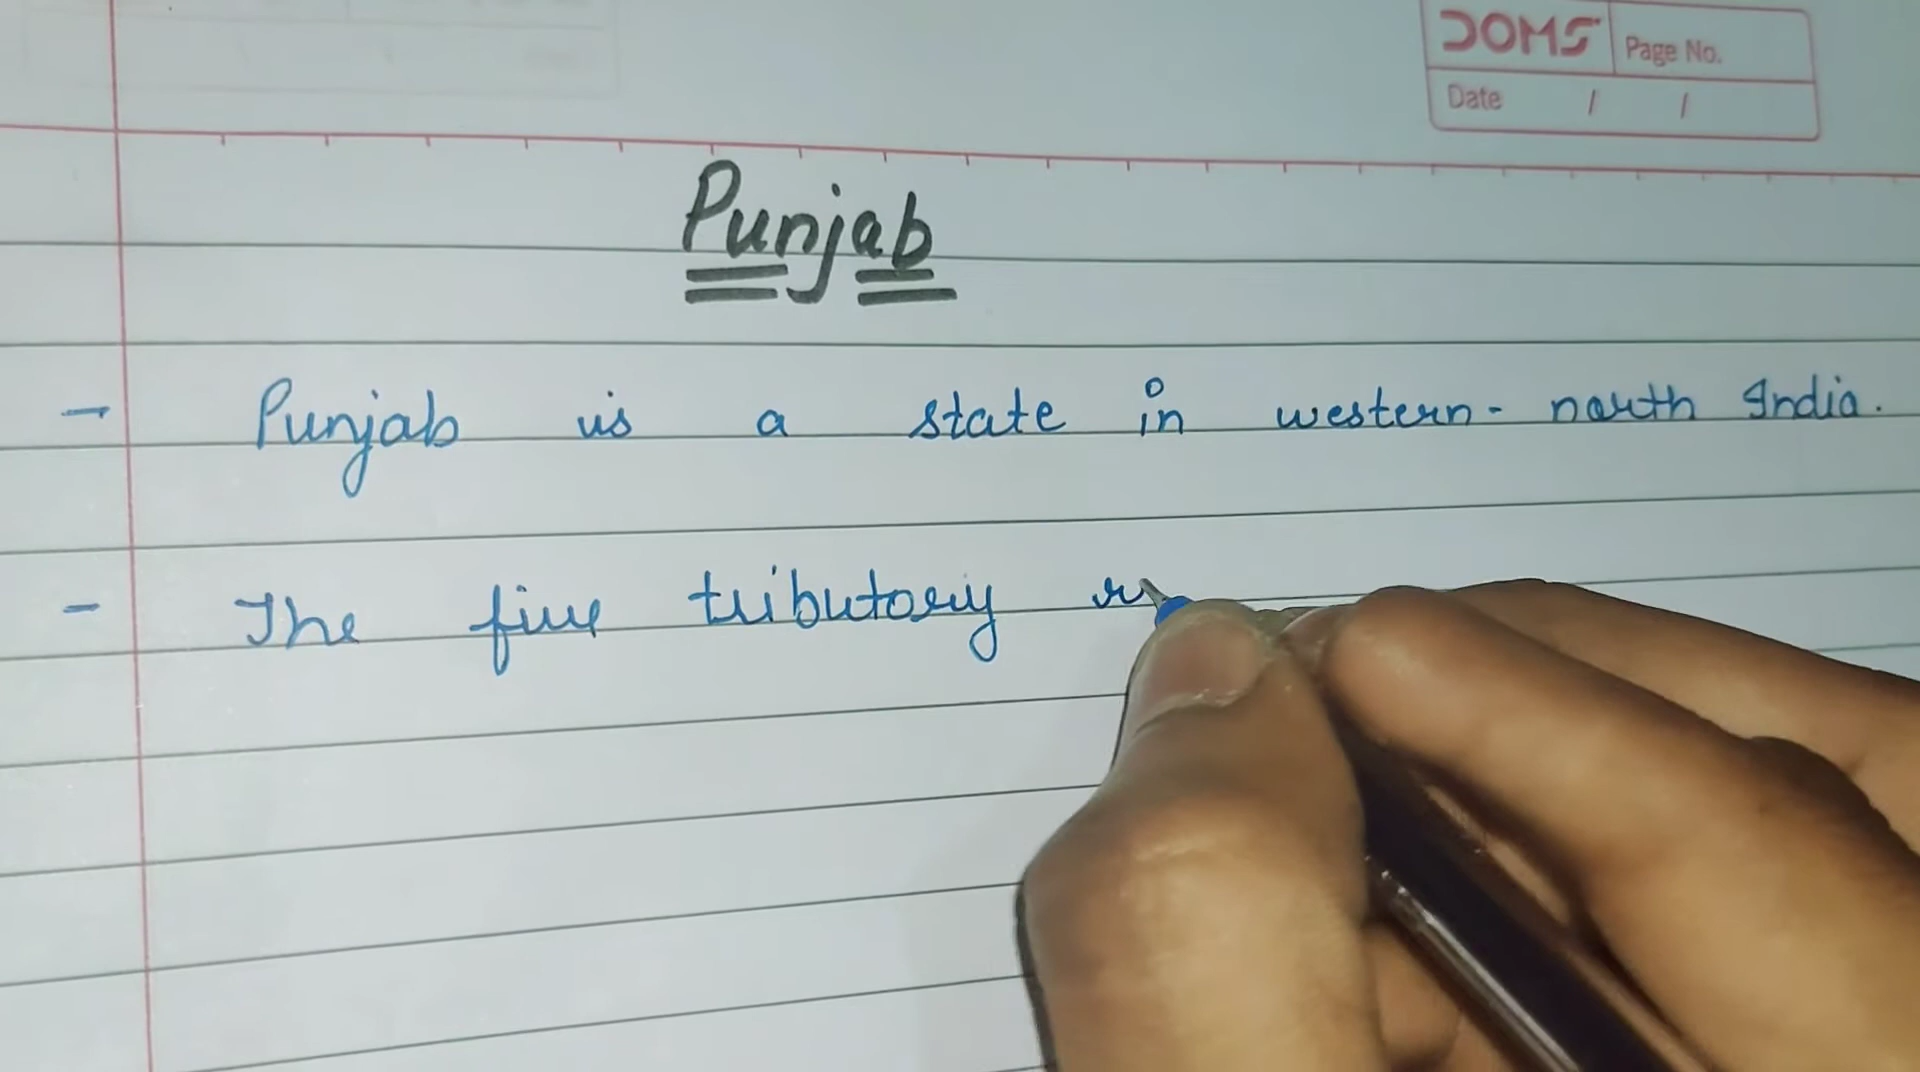 DOMS Page No.
Date / /
Punjab
- Punjab is a state in western-north India.
- The five tributory